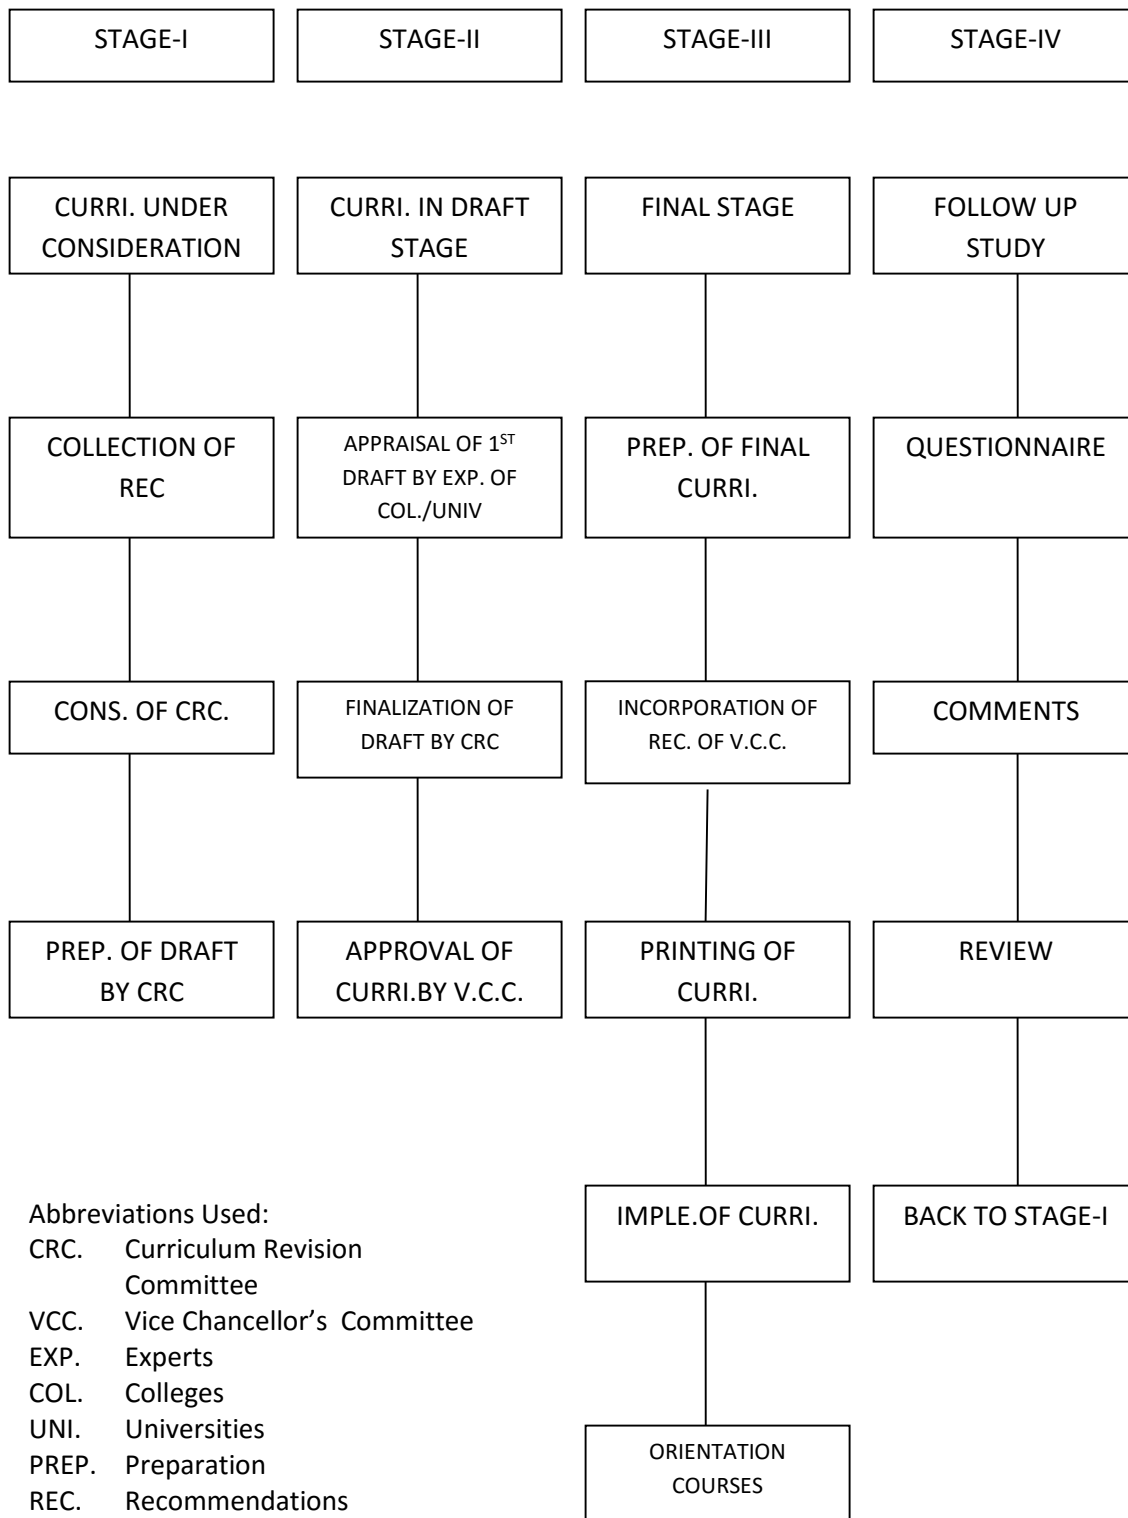 STAGE-I
STAGE-II
STAGE-III
STAGE-IV
CURRI. UNDER
CONSIDERATION
CURRI. IN DRAFT
STAGE
FINAL STAGE
FOLLOW UP
STUDY
COLLECTION OF
REC
APPRAISAL OF 1ST
DRAFT BY EXP. OF
COL./UNIV
PREP. OF FINAL
CURRI.
QUESTIONNAIRE
CONS. OF CRC.
FINALIZATION OF
DRAFT BY CRC
INCORPORATION OF
REC. OF V.C.C.
COMMENTS
PREP. OF DRAFT
BY CRC
APPROVAL OF
CURRI.BY V.C.C.
PRINTING OF
CURRI.
REVIEW
IMPLE.OF CURRI.
BACK TO STAGE-I
ORIENTATION
COURSES
Abbreviations Used:
CRC. Curriculum Revision
Committee
VCC. Vice Chancellor’s  Committee
EXP. Experts
COL. Colleges
UNI. Universities
PREP. Preparation
REC. Recommendations